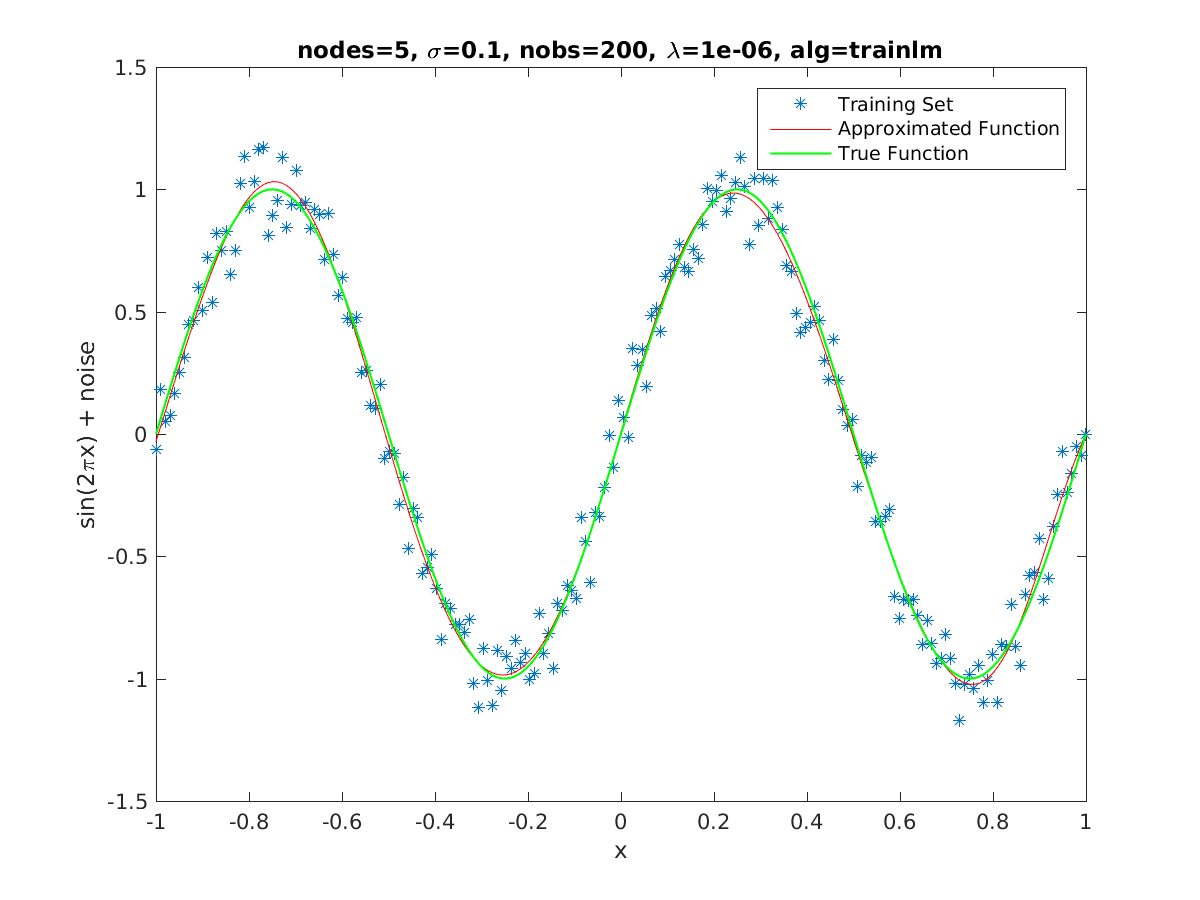 nodes=5, σ=0.1, nobs=200, λ=1e-06, alg=trainlm
Training Set
Approximated Function
True Function
1.5
1
0.5
0
-0.5
-1
-1.5
sin(2πx) + noise
-1 -0.8 -0.6 -0.4 -0.2 0 0.2 0.4 0.6 0.8 1
x